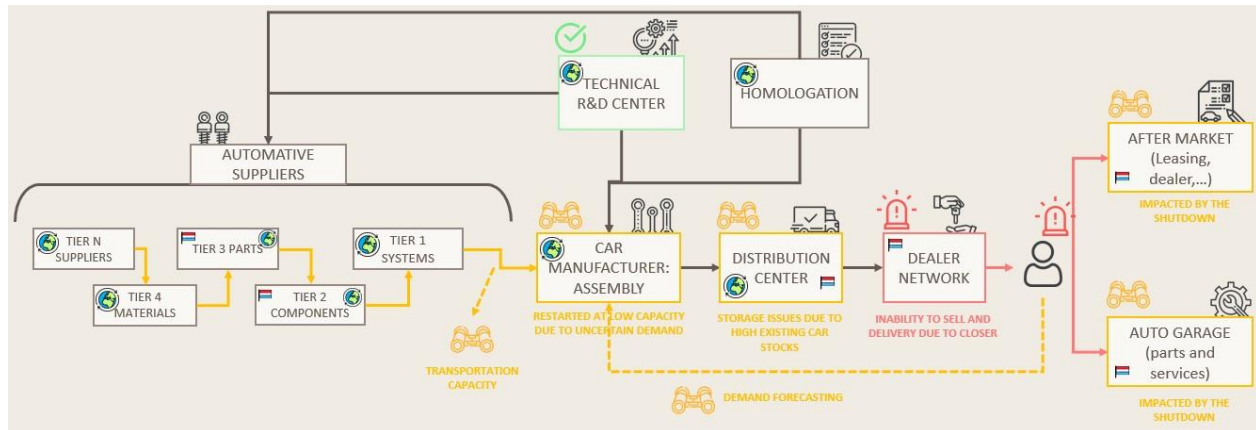 TECHNICAL
R&D CENTER
HOMOLOGATION
AUTOMATIVE
SUPPLIERS
TIER N
SUPPLIERS
TIER 4
MATERIALS
TIER 3 PARTS
TIER 2
COMPONENTS
TIER 1
SYSTEMS
TRANSPORTATION
CAPACITY
CAR
MANUFACTURER:
ASSEMBLY
RESTARTED AT LOW CAPACITY
DUE TO UNCERTAIN DEMAND
DISTRIBUTION
CENTER
STORAGE ISSUES DUE TO
HIGH EXISTING CAR
STOCKS
DEALER
NETWORK
INABILITY TO SELL AND
DELIVERY DUE TO CLOSER
DEMAND FORECASTING
AFTER MARKET
(Leasing,
dealer,...)
IMPACTED BY THE
SHUTDOWN
AUTO GARAGE
(parts and
services)
IMPACTED BY THE
SHUTDOWN